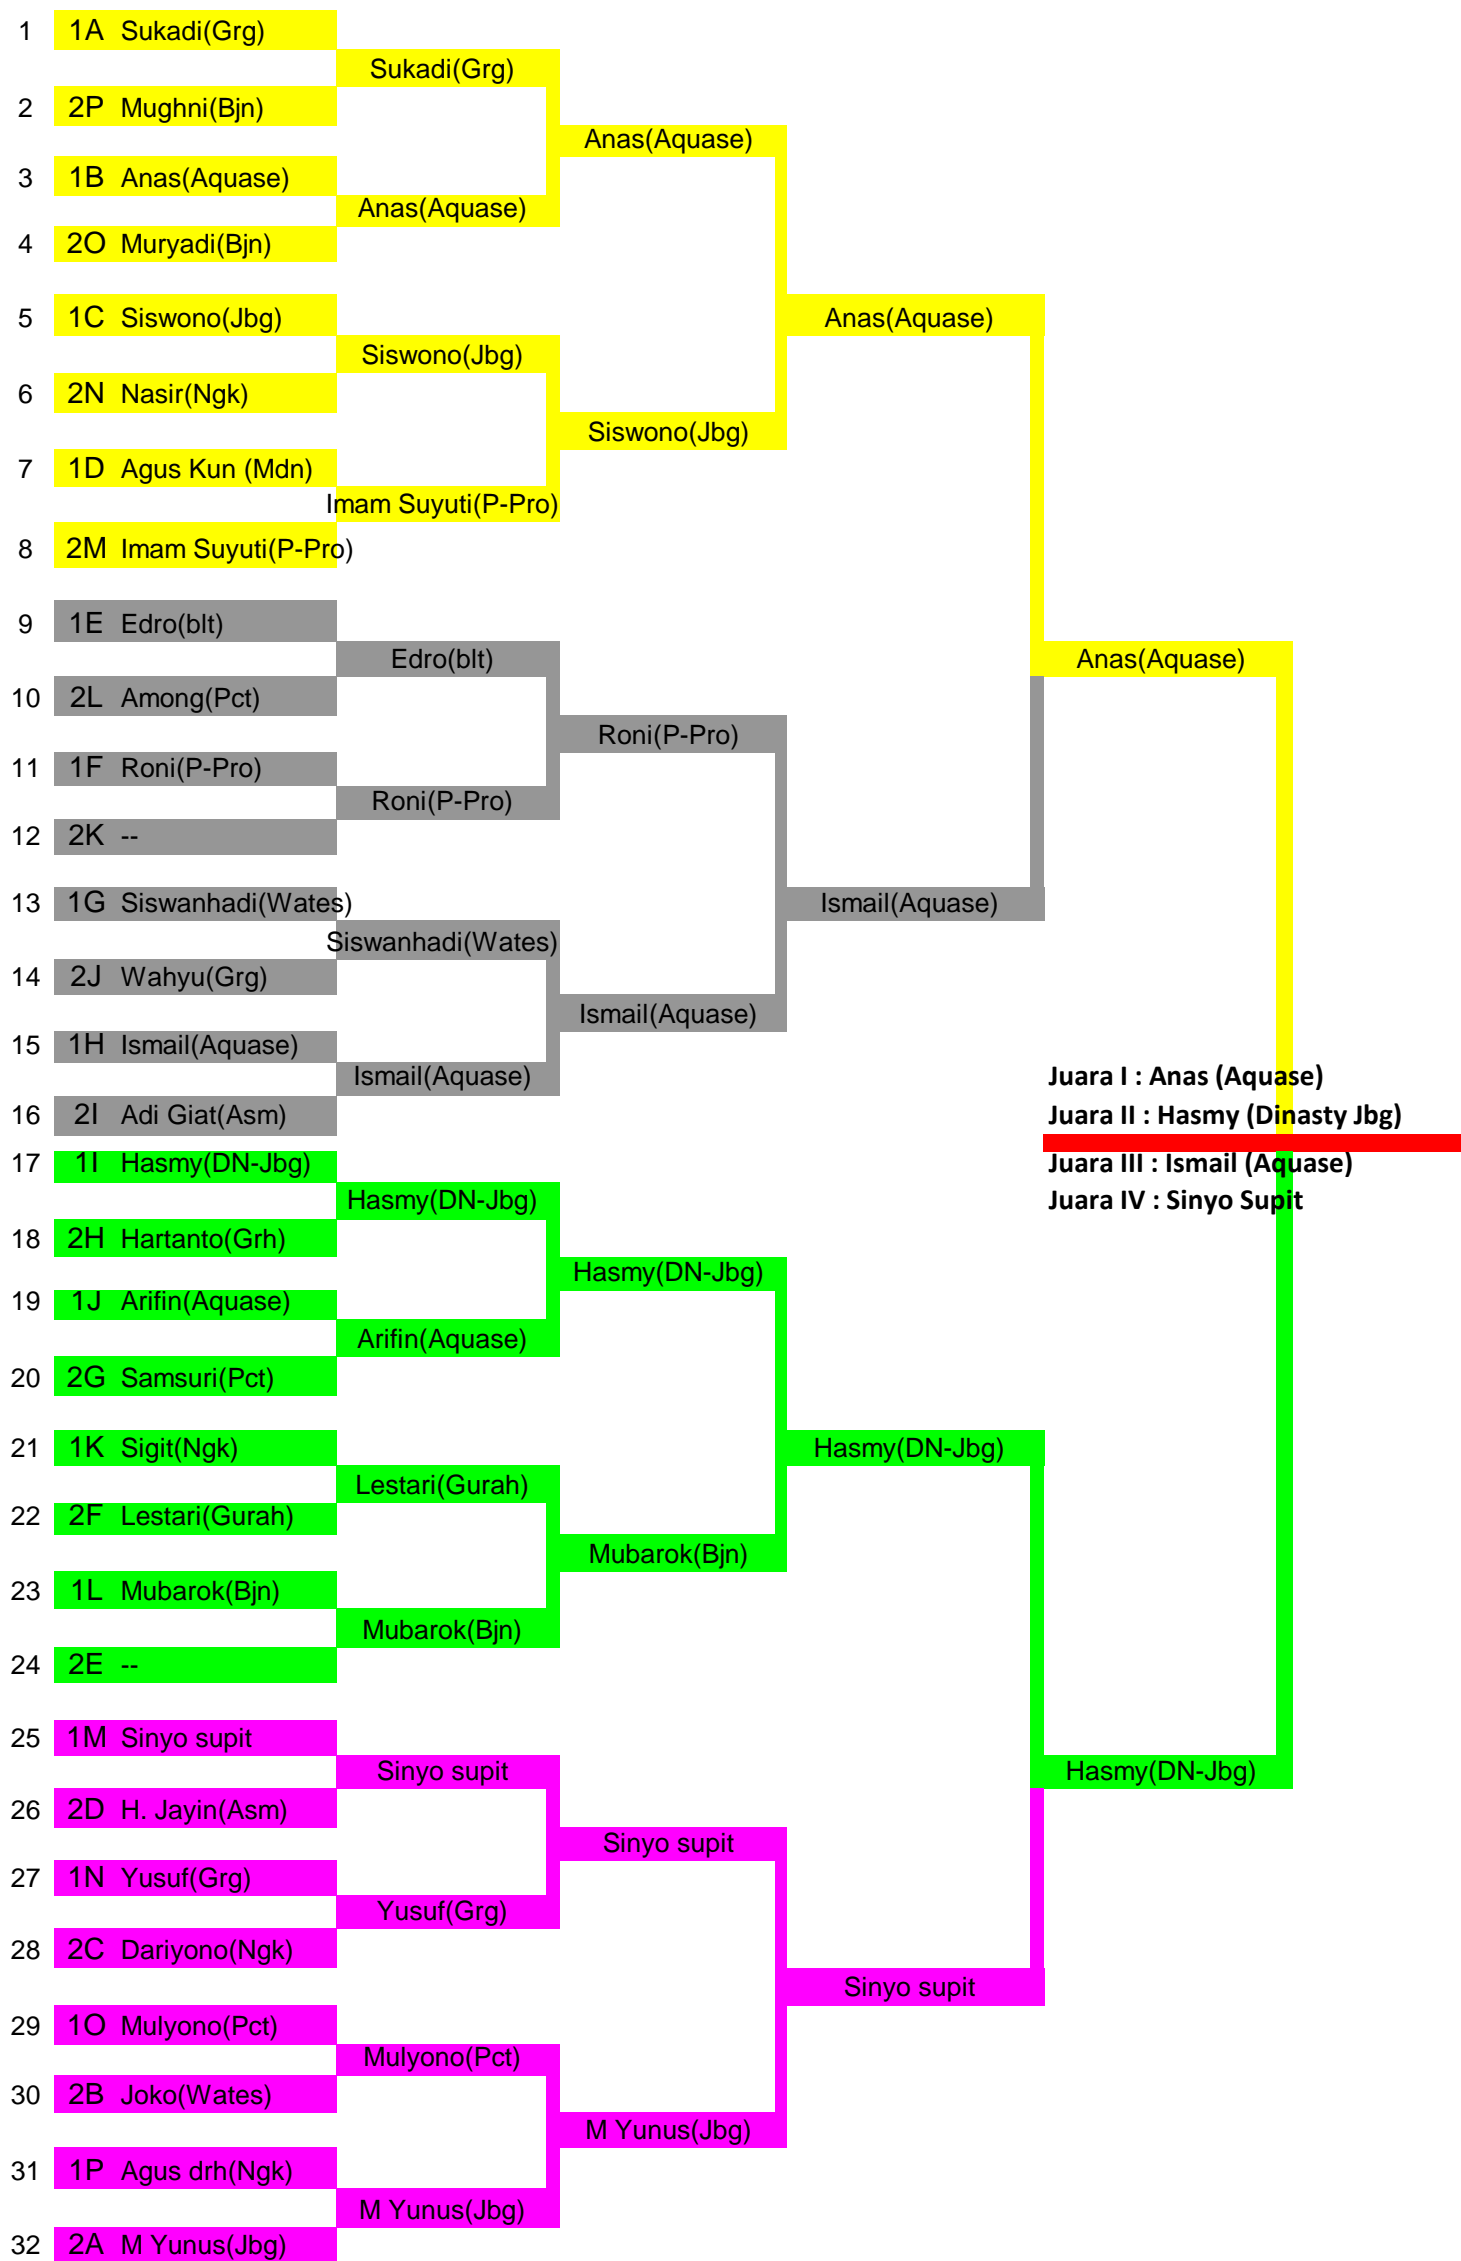 1 1A Sukadi(Grg)
Sukadi(Grg)
2 2P Mughni(Bjn)
Anas(Aquase)
3 1B Anas(Aquase)
Anas(Aquase)
4 2O Muryadi(Bjn)
5 1C Siswono(Jbg)
Anas(Aquase)
Siswono(Jbg)
6 2N Nasir(Ngk)
Siswono(Jbg)
7 1D Agus Kun (Mdn)
Imam Suyuti(P-Pro)
8 2M Imam Suyuti(P-Pro)
9 1E Edro(blt)
Edro(blt)
Anas(Aquase)
10 2L Among(Pct)
Roni(P-Pro)
11 1F Roni(P-Pro)
Roni(P-Pro)
12 2K --
13 1G Siswanhadi(Wates)
Ismail(Aquase)
Siswanhadi(Wates)
14 2J Wahyu(Grg)
Ismail(Aquase)
15 1H Ismail(Aquase)
Ismail(Aquase)
Juara I : Anas (Aquase)
16 2I Adi Giat(Asm)
Juara II : Hasmy (Dinasty Jbg)
17 1I Hasmy(DN-Jbg)
Juara III : Ismail (Aquase)
Hasmy(DN-Jbg)
Juara IV : Sinyo Supit
18 2H Hartanto(Grh)
Hasmy(DN-Jbg)
19 1J Arifin(Aquase)
Arifin(Aquase)
20 2G Samsuri(Pct)
21 1K Sigit(Ngk)
Hasmy(DN-Jbg)
Lestari(Gurah)
22 2F Lestari(Gurah)
Mubarok(Bjn)
23 1L Mubarok(Bjn)
Mubarok(Bjn)
24 2E --
25 1M Sinyo supit
Sinyo supit
Hasmy(DN-Jbg)
26 2D H. Jayin(Asm)
Sinyo supit
27 1N Yusuf(Grg)
Yusuf(Grg)
28 2C Dariyono(Ngk)
Sinyo supit
29 1O Mulyono(Pct)
Mulyono(Pct)
30 2B Joko(Wates)
M Yunus(Jbg)
31 1P Agus drh(Ngk)
M Yunus(Jbg)
32 2A M Yunus(Jbg)